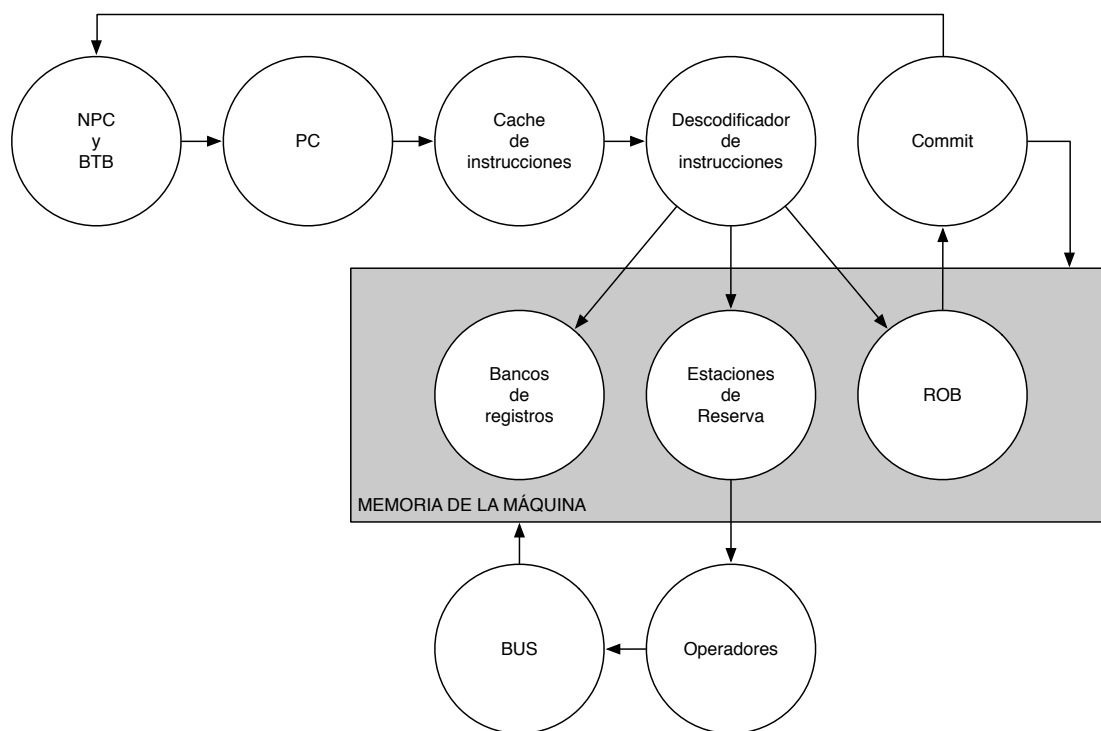 NPC
y
BTB
PC
Cache
de
instrucciones
Descodificador
de
instrucciones
Commit
Bancos
de
registros
Estaciones
de
Reserva
ROB
MEMORIA DE LA MÁQUINA
BUS
Operadores